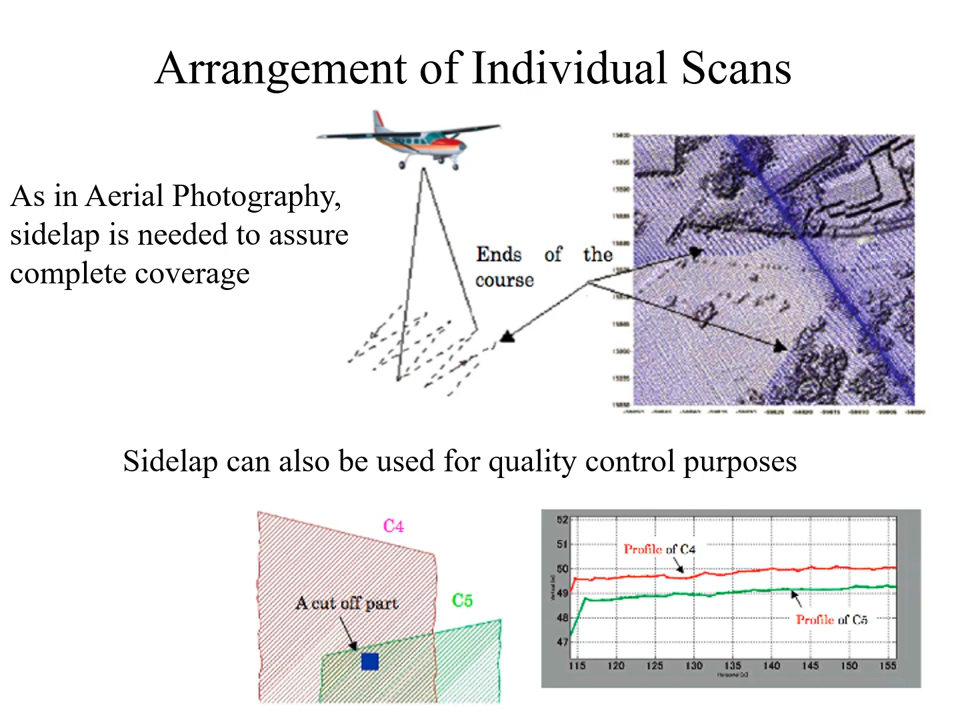 Arrangement of Individual Scans
As in Aerial Photography,
sidelap is needed to assure
complete coverage
Ends of the
course
Sidelap can also be used for quality control purposes
C4
C5
A cut off part
52
51
50
49
48
47
Profile of C4
Profile of C5
115 120 125 130 135 140 145 150 155